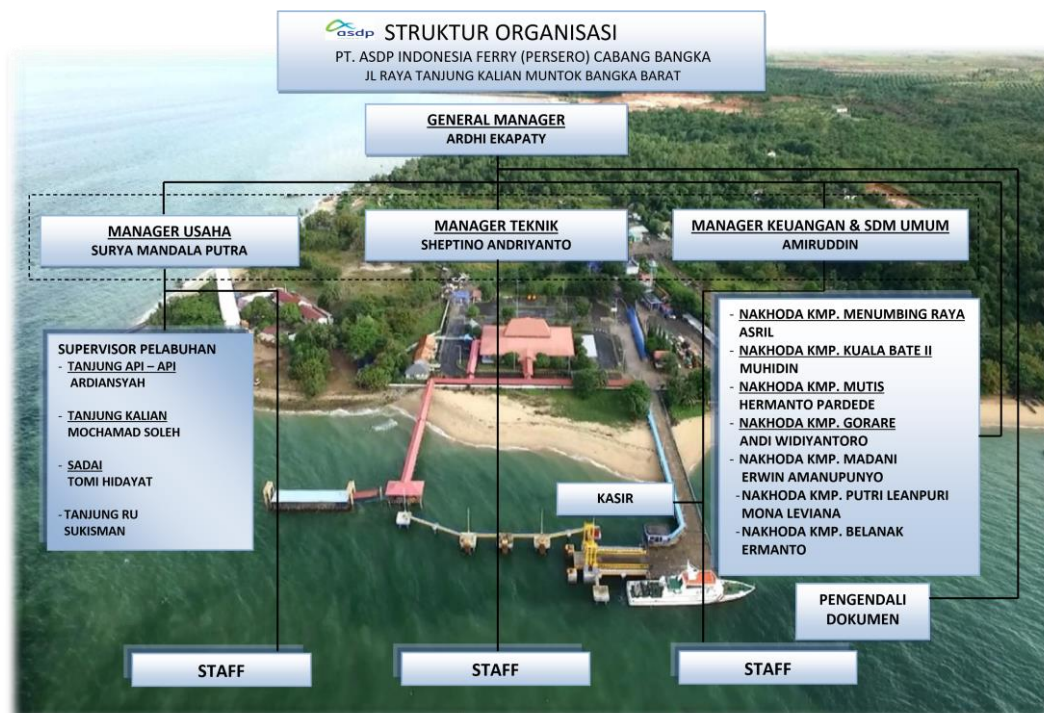 asdp STRUKTUR ORGANISASI
PT. ASDP INDONESIA FERRY (PERSERO) CABANG BANGKA
JL RAYA TANJUNG KALIAN MUNTOK BANGKA BARAT
GENERAL MANAGER
ARDHI EKAPATY
MANAGER USAHA
SURYA MANDALA PUTRA
MANAGER TEKNIK
SHEPTINO ANDRIYANTO
MANAGER KEUANGAN & SDM UMUM
AMIRUDDIN
SUPERVISOR PELABUHAN
- TANJUNG API – API
ARDIANSYAH
- TANJUNG KALIAN
MOCHAMAD SOLEH
- SADAI
TOMI HIDAYAT
- TANJUNG RU
SUKISMAN
- NAKHODA KMP. MENUMBING RAYA
ASRIL
- NAKHODA KMP. KUALA BATE II
MUHIDIN
- NAKHODA KMP. MUTIS
HERMANTO PARDEDE
- NAKHODA KMP. GORARE
ANDI WIDIYANTORO
- NAKHODA KMP. MADANI
ERWIN AMANUPUNYO
- NAKHODA KMP. PUTRI LEANPURI
MONA LEVIANA
- NAKHODA KMP. BELANAK
ERMANTO
KASIR
PENGENDALI
DOKUMEN
STAFF
STAFF
STAFF